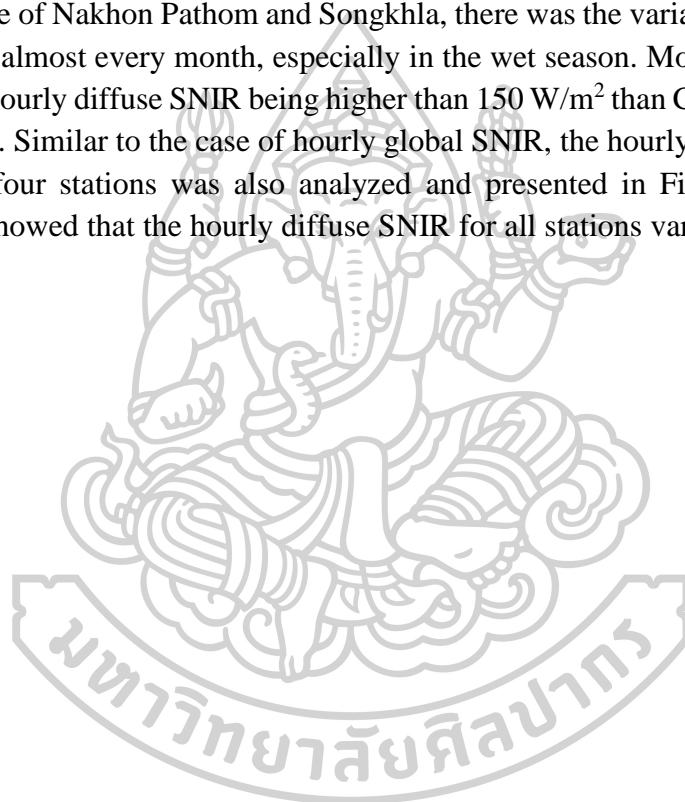 e of Nakhon Pathom and Songkhla, there was the varia
almost every month, especially in the wet season. Mo
ourly diffuse SNIR being higher than 150 W/m² than C
. Similar to the case of hourly global SNIR, the hourly
four stations was also analyzed and presented in Fi
howed that the hourly diffuse SNIR for all stations var
มหาวิทยาลัยศิลปากร